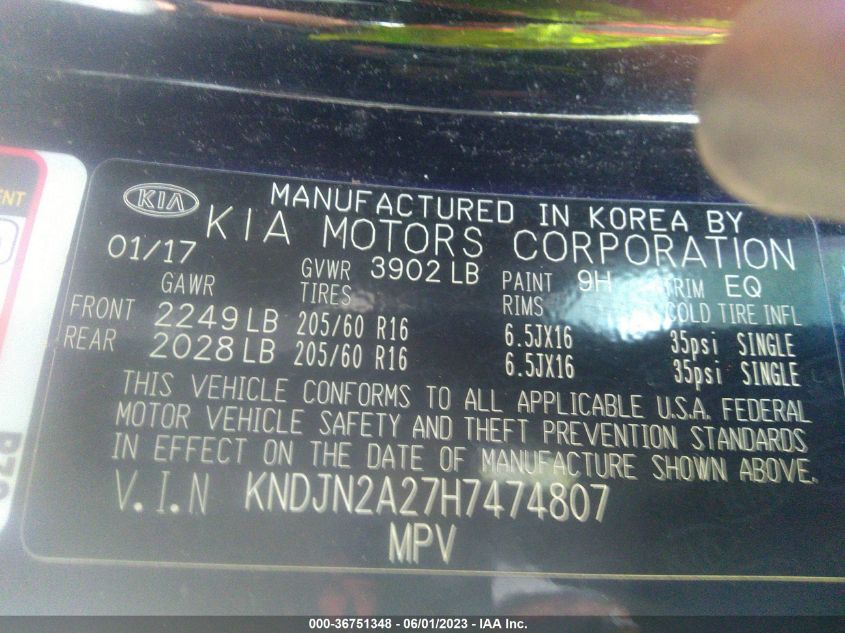 KIA
MANUFACTURED IN KOREA BY
KIA MOTORS CORPORATION
01/17
GAWR
GVWR 3902 LB
PAINT 9H TRIM EQ
TIRES
RIMS
COLD TIRE INFL
FRONT 2249 LB 205/60 R16 6.5JX16 35psi SINGLE
REAR 2028 LB 205/60 R16 6.5JX16 35psi SINGLE
THIS VEHICLE CONFORMS TO ALL APPLICABLE U.S.A. FEDERAL
MOTOR VEHICLE SAFETY AND THEFT PREVENTION STANDARDS
IN EFFECT ON THE DATE OF MANUFACTURE SHOWN ABOVE.
V.I.N KNDJN2A27H7474807
MPV
000-36751348 - 06/01/2023 - IAA Inc.